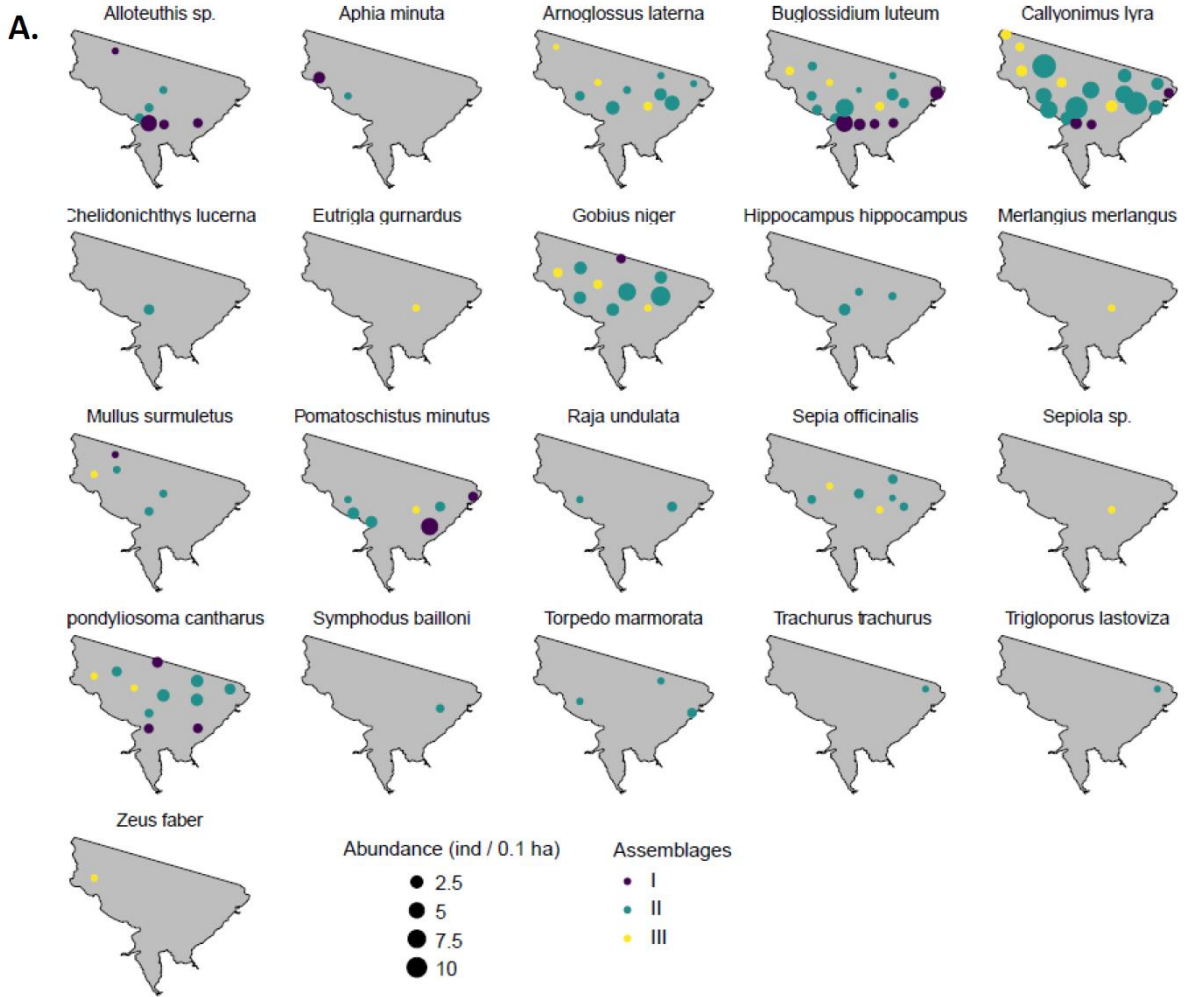 A.
Alloteuthis sp. Aphia minuta Arnoglossus laterna Buglossidium luteum Callyonimus lyra
Chelidonichthys lucerna Eutrigla gurnardus Gobius niger Hippocampus hippocampus Merlangius merlangus
Mullus surmuletus Pomatoschistus minutus Raja undulata Sepia officinalis Sepiola sp.
pondyliosoma cantharus Symphodus bailloni Torpedo marmorata Trachurus trachurus Trigloporus lastoviza
Zeus faber
Abundance (ind / 0.1 ha)
2.5
5
7.5
10
Assemblages
I
II
III